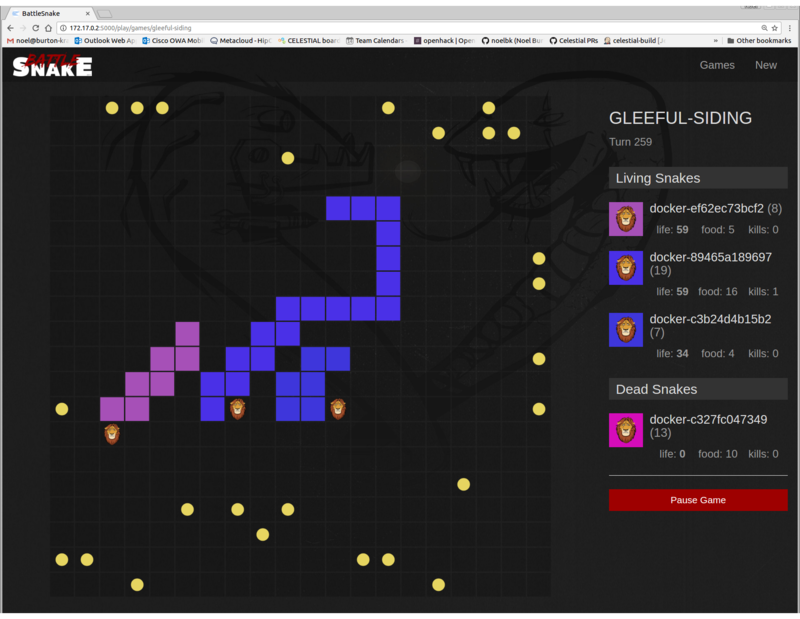 BattleSnake
172.17.0.2:5000/play/games/gleeful-siding
Outlook Web Ap
Cisco OWA Mobil
Metacloud - Hip
CELESTIAL boar
Team Calendars
openhack | Ope
noelbk (Noel Bu
Celestial PRs
celestial-build
»
Other bookmarks
BATTLE
SNAKE
Games
New
GLEEFUL-SIDING
Turn 259
Living Snakes
docker-ef62ec73bcf2 (8)
life: 59 food: 5 kills: 0
docker-89465a189697
(19)
life: 59 food: 16 kills: 1
docker-c3b24d4b15b2
(7)
life: 34 food: 4 kills: 0
Dead Snakes
docker-c327fc047349
(13)
life: 0 food: 10 kills: 0
Pause Game